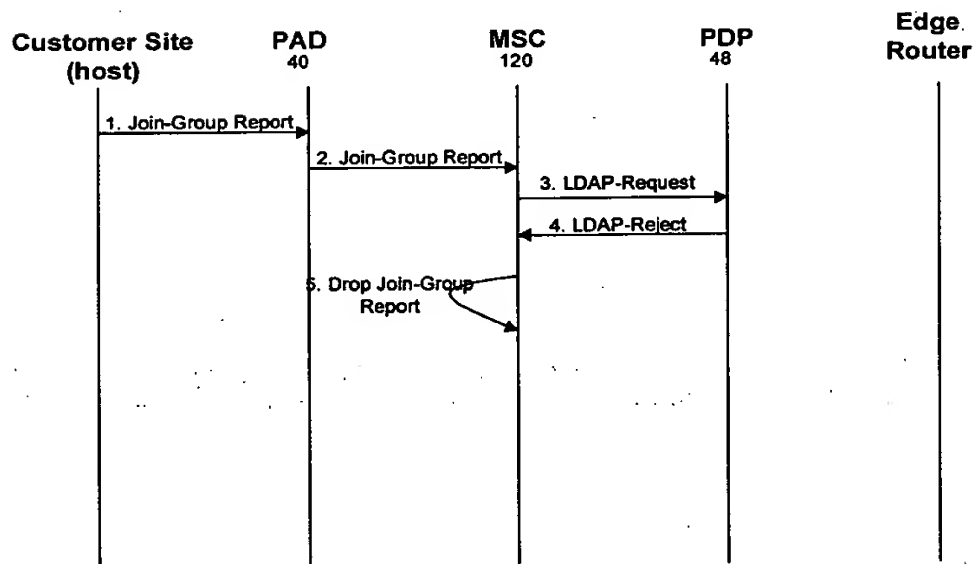 Customer Site
(host)
PAD
40
MSC
120
PDP
48
Edge
Router
1. Join-Group Report
2. Join-Group Report
3. LDAP-Request
4. LDAP-Reject
5. Drop Join-Group
Report